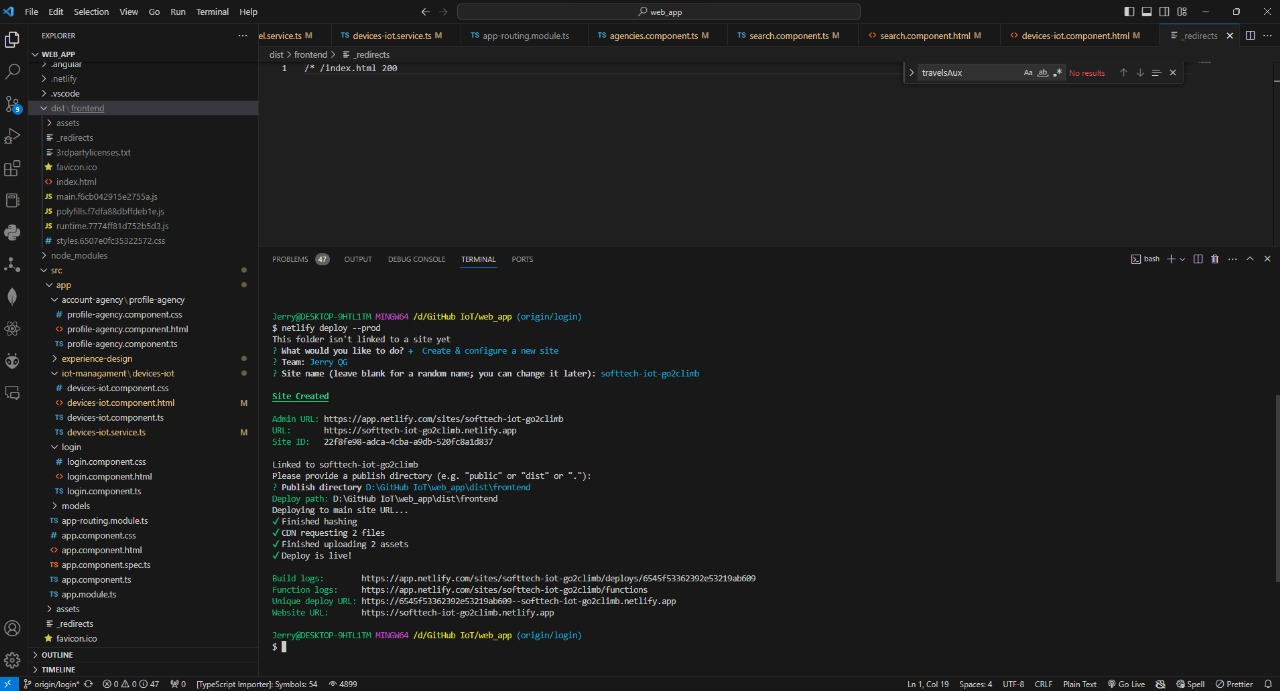 File Edit Selection View Go Run Terminal Help
web_app
EXPLORER
WEB_APP
.angular
.netlify
.vscode
dist \ frontend
assets
_redirects
3rdpartylicenses.txt
favicon.ico
index.html
JS main.f6cb042915e2755a.js
JS polyfills.f7dfa88dbffdeb1e.js
JS runtime.7774ff81d752b5d3.js
# styles.6507e0fc35322572.css
node_modules
src
app
account-agency \ profile-agency
# profile-agency.component.css
<> profile-agency.component.html
TS profile-agency.component.ts
experience-design
iot-managament \ devices-iot
# devices-iot.component.css
<> devices-iot.component.html M
TS devices-iot.component.ts
TS devices-iot.service.ts M
login
# login.component.css
<> login.component.html
TS login.component.ts
models
TS app-routing.module.ts
# app.component.css
<> app.component.html
TS app.component.spec.ts
TS app.component.ts
TS app.module.ts
assets
_redirects
favicon.ico
OUTLINE
TIMELINE
9
el.service.ts M TS devices-iot.service.ts M TS app-routing.module.ts TS agencies.component.ts M TS search.component.ts M <> search.component.html M <> devices-iot.component.html M _redirects
dist > frontend > _redirects
1 /* /index.html 200
travelsAux Aa ab .* No results
PROBLEMS 47 OUTPUT DEBUG CONSOLE TERMINAL PORTS
bash
Jerry@DESKTOP-9HTL1TM MINGW64 /d/GitHub IoT/web_app (origin/login)
$ netlify deploy --prod
This folder isn't linked to a site yet
? What would you like to do? + Create & configure a new site
? Team: Jerry QG
? Site name (leave blank for a random name; you can change it later): softtech-iot-go2climb
Site Created
Admin URL: https://app.netlify.com/sites/softtech-iot-go2climb
URL: https://softtech-iot-go2climb.netlify.app
Site ID: 22f8fe98-adca-4cba-a9db-520fc8a1d837
Linked to softtech-iot-go2climb
Please provide a publish directory (e.g. "public" or "dist" or "."):
? Publish directory D:\GitHub IoT\web_app\dist\frontend
Deploy path: D:\GitHub IoT\web_app\dist\frontend
Deploying to main site URL...
✓ Finished hashing
✓ CDN requesting 2 files
✓ Finished uploading 2 assets
✓ Deploy is live!
Build logs: https://app.netlify.com/sites/softtech-iot-go2climb/deploys/6545f53362392e53219ab609
Function logs: https://app.netlify.com/sites/softtech-iot-go2climb/functions
Unique deploy URL: https://6545f53362392e53219ab609--softtech-iot-go2climb.netlify.app
Website URL: https://softtech-iot-go2climb.netlify.app
Jerry@DESKTOP-9HTL1TM MINGW64 /d/GitHub IoT/web_app (origin/login)
$
origin/login* 0 0 47 0 [TypeScript Importer]: Symbols: 54 4899 Ln 1, Col 19 Spaces: 4 UTF-8 CRLF Plain Text Go Live Spell Prettier